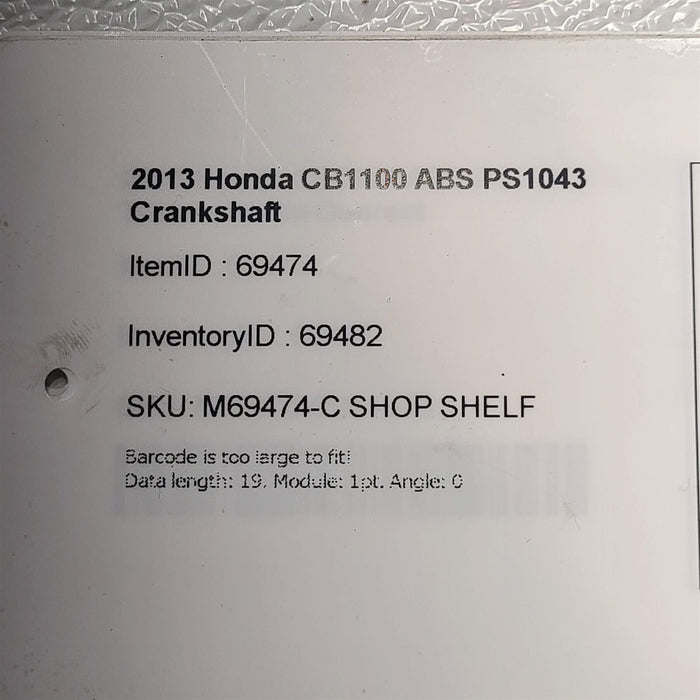 2013 Honda CB1100 ABS PS1043
Crankshaft
ItemID : 69474
InventoryID : 69482
SKU: M69474-C SHOP SHELF
Barcode is too large to fit!
Data length: 19, Module: 1pt. Angle: 0